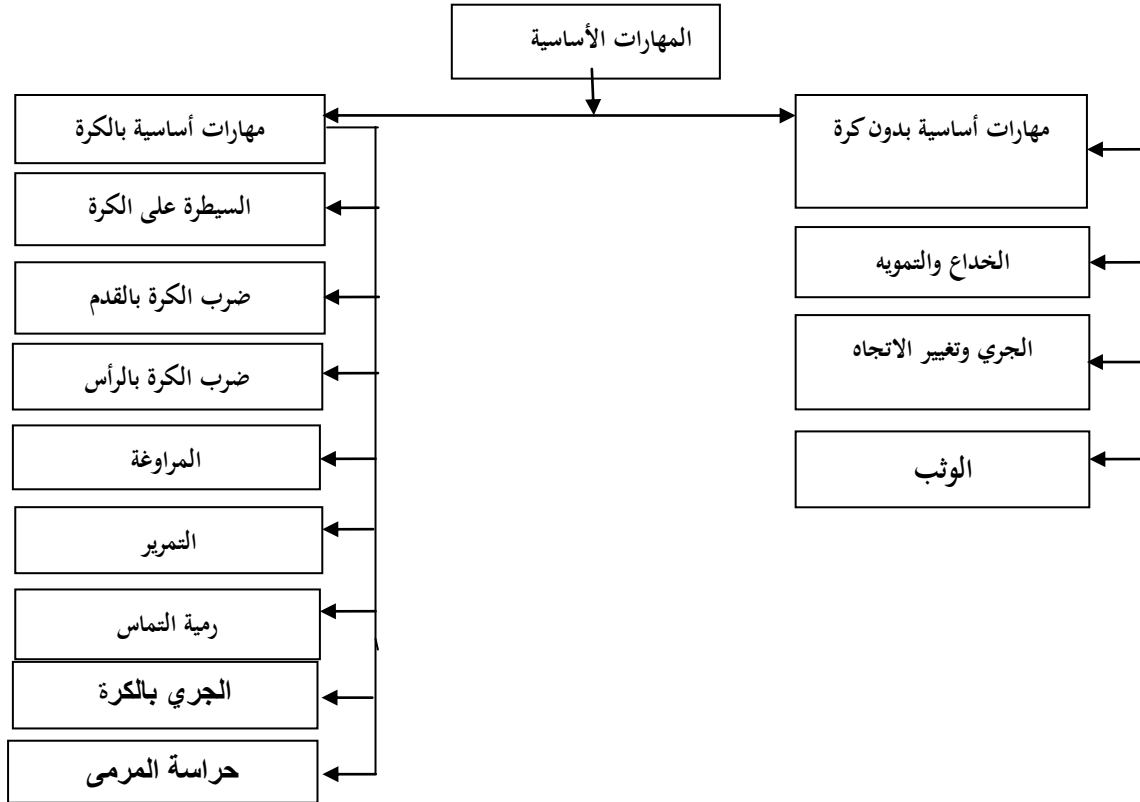 المهارات الأساسية
مهارات أساسية بدون كرة
مهارات أساسية بالكرة
الخداع والتمويه
الجري وتغيير الاتجاه
الوثب
السيطرة على الكرة
ضرب الكرة بالقدم
ضرب الكرة بالرأس
المراوغة
التمرير
رمية التماس
الجري بالكرة
حراسة المرمى